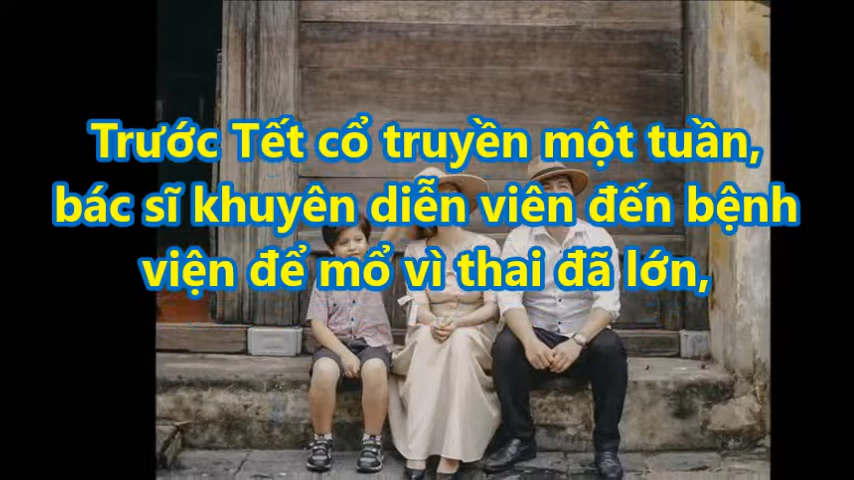 Trước Tết cổ truyền một tuần,
bác sĩ khuyên diễn viên đến bệnh
viện để mổ vì thai đã lớn,